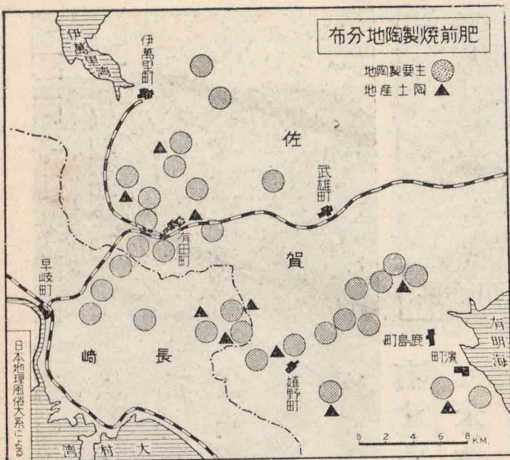 肥前焼製陶地分布
主要製陶地
陶土産地
伊萬里灣
伊萬里町
佐賀
武雄町
有田町
早岐町
長崎
嬉野町
鹿島町
濱町
有明海
大村灣
日本地理風俗大系による
0 2 4 6 8 K.M.